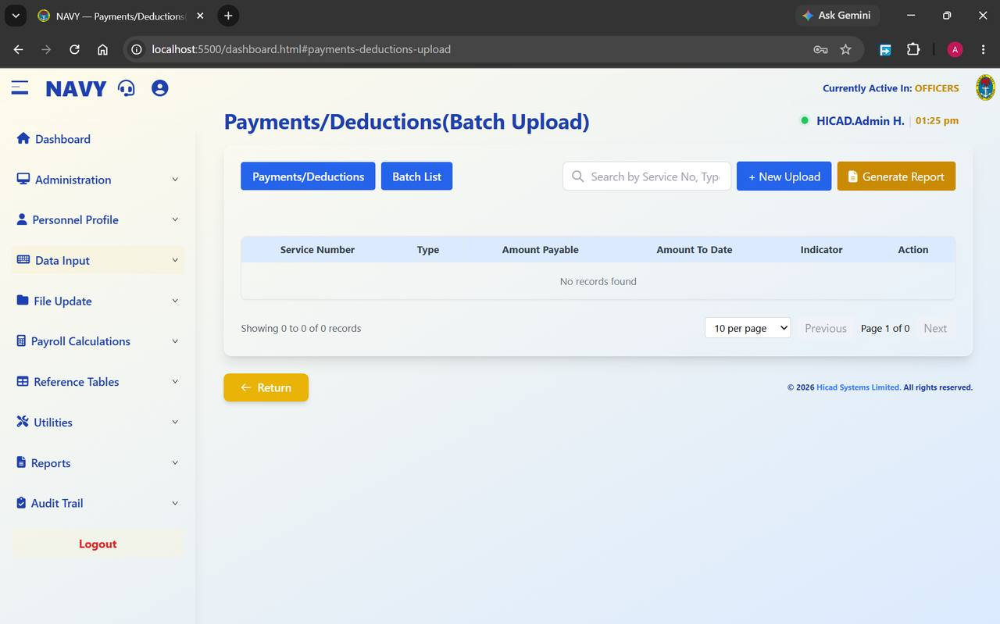 NAVY — Payments/Deductions
Ask Gemini
localhost:5500/dashboard.html#payments-deductions-upload
A
NAVY
Currently Active In: OFFICERS
Payments/Deductions(Batch Upload)
HICAD.Admin H. | 01:25 pm
Dashboard
Administration
Personnel Profile
Data Input
File Update
Payroll Calculations
Reference Tables
Utilities
Reports
Audit Trail
Logout
Payments/Deductions
Batch List
Search by Service No, Typ
+ New Upload
Generate Report
Service Number Type Amount Payable Amount To Date Indicator Action
No records found
Showing 0 to 0 of 0 records
10 per page
Previous
Page 1 of 0
Next
← Return
© 2026 Hicad Systems Limited. All rights reserved.